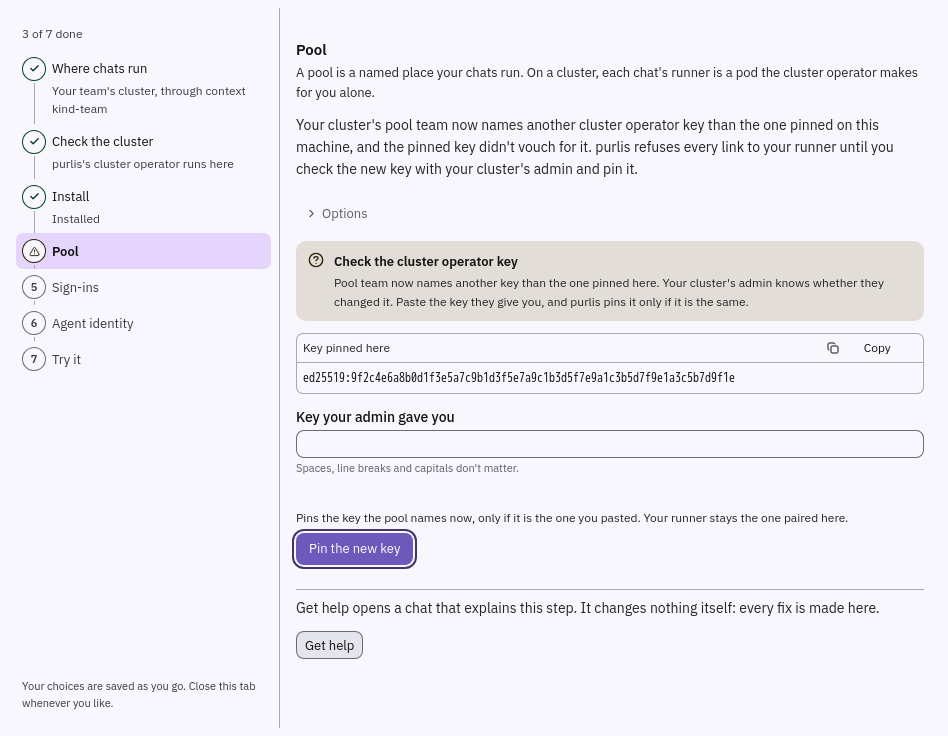 3 of 7 done
Where chats run
Your team's cluster, through context
kind-team
Check the cluster
purlis's cluster operator runs here
Install
Installed
Pool
5 Sign-ins
6 Agent identity
7 Try it
Your choices are saved as you go. Close this tab
whenever you like.
Pool
A pool is a named place your chats run. On a cluster, each chat's runner is a pod the cluster operator makes
for you alone.
Your cluster's pool team now names another cluster operator key than the one pinned on this
machine, and the pinned key didn't vouch for it. purlis refuses every link to your runner until you
check the new key with your cluster's admin and pin it.
Options
Check the cluster operator key
Pool team now names another key than the one pinned here. Your cluster's admin knows whether they
changed it. Paste the key they give you, and purlis pins it only if it is the same.
Key pinned here Copy
ed25519:9f2c4e6a8b0d1f3e5a7c9b1d3f5e7a9c1b3d5f7e9a1c3b5d7f9e1a3c5b7d9f1e
Key your admin gave you
Spaces, line breaks and capitals don't matter.
Pins the key the pool names now, only if it is the one you pasted. Your runner stays the one paired here.
Pin the new key
Get help opens a chat that explains this step. It changes nothing itself: every fix is made here.
Get help